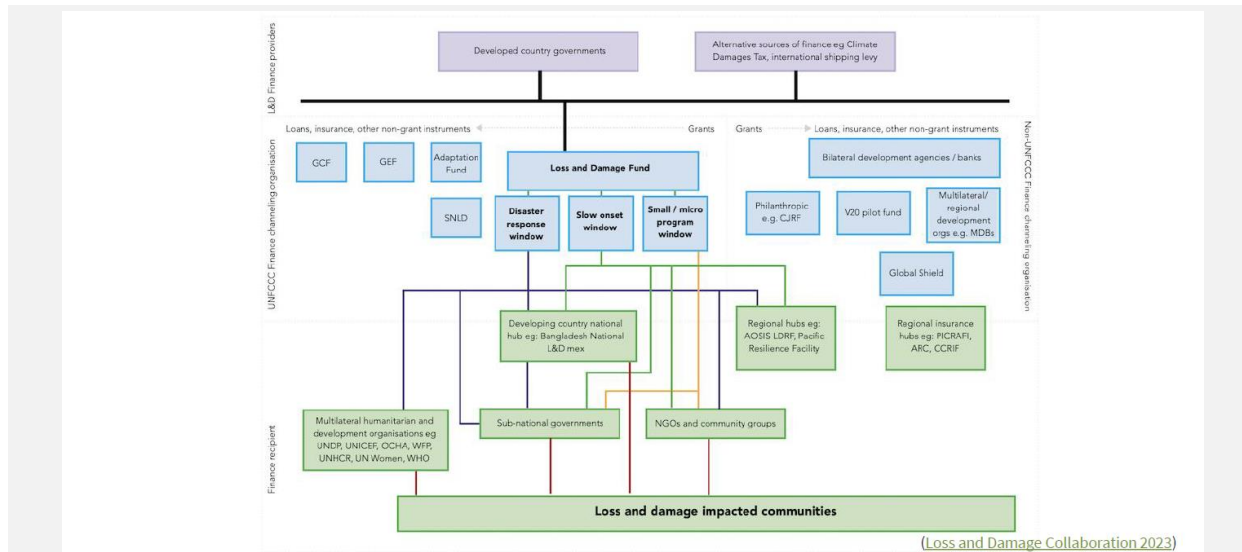 L&D Finance providers
Developed country governments
Alternative sources of finance eg Climate
Damages Tax, international shipping levy
UNFCCC Finance channeling organisation
Loans, insurance, other non-grant instruments
Grants
Grants
Loans, insurance, other non-grant instruments
Non-UNFCCC Finance channeling organisation
GCF
GEF
Adaptation
Fund
SNLD
Loss and Damage Fund
Disaster
response
window
Slow onset
window
Small / micro
program
window
Bilateral development agencies / banks
Philanthropic
e.g. CJRF
V20 pilot fund
Multilateral/
regional
development
orgs e.g. MDBs
Global Shield
Finance recipient
Developing country national
hub eg: Bangladesh National
L&D mex
Regional hubs eg:
AOSIS LDRF, Pacific
Resilience Facility
Regional insurance
hubs eg: PICRAFI,
ARC, CCRIF
Multilateral humanitarian and
development organisations eg
UNDP, UNICEF, OCHA, WFP,
UNHCR, UN Women, WHO
Sub-national governments
NGOs and community groups
Loss and damage impacted communities
(Loss and Damage Collaboration 2023)